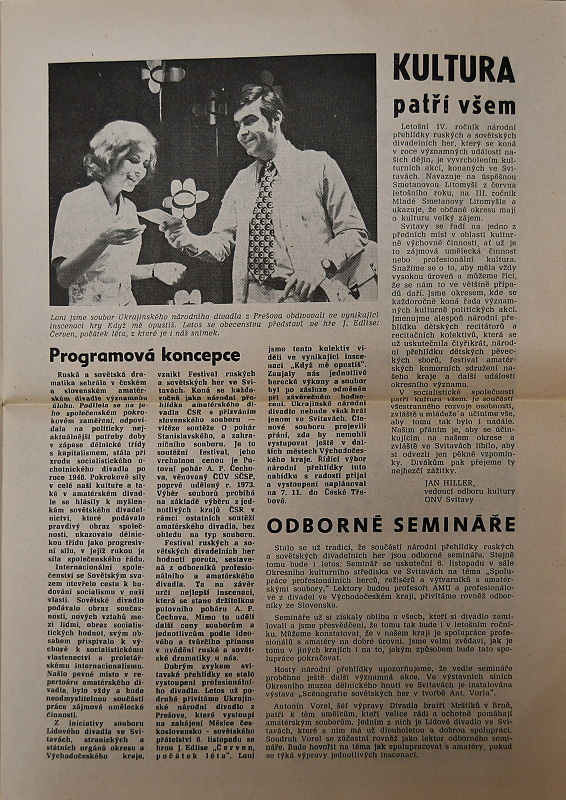 Loni jsme soubor Ukrajinského národního divadla z Prešova obdivovali ve vynikající
inscenaci hry Když mě opustíš. Letos se obecenstvu představí ve hře J. Edlise:
Červen, počátek léta, z které je i náš snímek.
Programová koncepce
Ruská a sovětská dra-
matika sehrála v českém
a slovenském amatér-
ském divadle významnou
úlohu. Podílela se na je-
ho společenském pokro-
kovém zaměření, odpoví-
dala na politicky nej-
aktuálnější potřeby doby
v zápase dělnické třídy
s kapitalismem, stála při
zrodu socialistického o-
chotnického divadla po
roce 1948. Pokrokové síly
v celé naší kultuře a ta-
ké v amatérském divad-
le se hlásily k myšlen-
kám sovětského divadel-
nictví, které podávalo
pravdivý obraz společ-
nosti, ukazovalo dělnic-
kou třídu jako progresiv-
ní sílu, v jejíž rukou je
síla společenského řádu.
Internacionální spole-
čenství se Sovětským sva-
zem otevřelo cestu k bu-
dování socialismu v naší
vlasti. Sovětské divadlo
podávalo obraz součas-
nosti, nových vztahů me-
zi lidmi, obraz socialis-
tických hodnot, svým ob-
sahem přispívalo k vý-
chově k socialistickému
vlastenectví a proletář-
skému internacionalismu.
Našlo pevné místo v re-
pertoáru amatérského di-
vadla, bylo vždy a bude
neodmyslitelnou součástí
práce zájmové umělecké
činnosti.
Z iniciativy souboru
Lidového divadla ve Svi-
tavách, stranických a
státních orgánů okresu a
Východočeského kraje,
vznikl Festival ruských
a sovětských her ve Svi-
tavách. Koná se každo-
ročně jako národní pře-
hlídka amatérského di-
vadla ČSR s přizváním
slovenského souboru —
vítěze soutěže o pohár
Stanislavského, a zahra-
ničního souboru. Je to
soutěžní festival, jeho
vrcholnou cenou je Pu-
tovní pohár A. P. Čecho-
va, věnovaný ČÚV SČSP,
poprvé udělený r. 1973.
Výběr souborů probíhá
na základě výběru z jed-
notlivých krajů ČSR v
rámci ostatních soutěží
amatérského divadla, bez
ohledu na typ souboru.
Festival ruských a so-
větských divadelních her
hodnotí porota, sestave-
ná z odborníků profesio-
nálního a amatérského
divadla. Ta na závěr
určí nejlepší inscenaci,
která se stane držitelkou
putovního poháru A. P.
Čechova. Mimo to udělí
další ceny souborům a
jednotlivcům podle ideo-
vého a tvůrčího přínosu
v uvádění ruské a sovět-
ské dramatiky u nás.
Dobrým zvykem svi-
tavské přehlídky se stalo
vystoupení profesionální-
ho divadla. Letos už po-
druhé přivítáme Ukrajin-
ské národní divadlo z
Prešova, které vystoupí
na zahájení Měsíce čes-
koslovensko - sovětského
přátelství 6. listopadu se
hrou J. Edlise „Červen,
počátek léta". Loni
jsme tento kolektiv vi-
děli ve vynikající insce-
naci „Když mě opustíš".
Zaujaly nás jednotlivé
herecké výkony a soubor
byl po zásluze odměněn
při závěrečném hodno-
cení. Ukrajinské národní
divadlo nebude však hrát
jenom ve Svitavách. Čle-
nové souboru projevili
přání, zda by nemohli
vystupovat ještě v dal-
ších městech Východočes-
kého kraje. Řídící výbor
národní přehlídky tuto
nabídku s radostí přijal
a vystoupení naplánoval
na 7. 11. do České Tře-
bové.
KULTURA
patří všem
Letošní IV. ročník národní
přehlídky ruských a sovětských
divadelních her, který se koná
v roce významných událostí na-
šich dějin, je vyvrcholením kul-
turních akcí, konaných ve Svi-
tavách. Navazuje na úspěšnou
Smetanovou Litomyšl z června
letošního roku, na III. ročník
Mladé Smetanovy Litomyšle a
ukazuje, že občané okresu mají
o kulturu velký zájem.
Svitavy se řadí na jedno z
předních míst v oblasti kultur-
ně výchovné činnosti, ať už je
to zájmová umělecká činnost
nebo profesionální kultura.
Snažíme se o to, aby měla vždy
vysokou úroveň a můžeme říci,
že se nám to ve většině přípa-
dů daří. Jsme okresem, kde se
každoročně koná řada význam-
ných kulturně politických akcí.
Jmenujme alespoň národní pře-
hlídku dětských recitátorů a
recitačních kolektivů, která se
už uskutečnila čtyřikrát, národ-
ní přehlídku dětských pěvec-
kých sborů, festival amatér-
ských komorních sdružení na-
šeho kraje a další události
okresního významu.
V socialistické společnosti
patří kultura všem. Je součástí
všestranného rozvoje osobnosti,
zvláště u mládeže a učiníme vše,
aby tomu tak bylo i nadále.
Naším přáním je, aby se účin-
kujícím na našem okrese a
zvláště ve Svitavách líbilo, aby
si odvezli jen pěkné vzpomín-
ky. Divákům pak přejeme ty
nejhezčí zážitky.
JAN HILLER,
vedoucí odboru kultury
ONV Svitavy
ODBORNÉ SEMINÁŘE
Stalo se už tradicí, že součástí národní přehlídky ruských
a sovětských divadelních her jsou odborné semináře. Stejně
tomu bude i letos. Seminář se uskuteční 6. listopadu v sále
Okresního kulturního střediska ve Svitavách na téma „Spolu-
práce profesionálních herců, režisérů a výtvarníků s amatér-
skými soubory." Lektory budou profesoři AMU a profesionálo-
vé z divadel ve Východočeském kraji, přivítáme rovněž odbor-
níky ze Slovenska.
Semináře už si získaly oblibu u všech, kteří si divadlo zami-
lovali a jsme přesvědčení, že tomu tak bude i v letošním roční-
ku. Můžeme konstatovat, že v našem kraji je spolupráce profe-
sionálů s amatéry na dobré úrovni. Jsme velmi zvědaví, jak je
tomu v jiných krajích i na to, jakým způsobem bude tato spo-
lupráce pokračovat.
Hosty národní přehlídky upozorňujeme, že vedle semináře
proběhne ještě další významná akce. Ve výstavních síních
Okresního muzea dělnického hnutí ve Svitavách je instalována
výstava „Scénografie sovětských her v tvorbě Ant. Vorla".
Antonín Vorel, šéf výpravy Divadla bratří Mrštíků v Brně,
patří k těm umělcům, kteří velice rádi a ochotně pomáhají
amatérským souborům. Jedním z nich je Lidové divadlo ve Svi-
tavách, které s ním má už dlouholetou a dobrou spolupráci.
Soudruh Vorel se zúčastní rovněž jako lektor odborného semi-
náře. Bude hovořit na téma jak spolupracovat s amatéry, pokud
se týká výpravy jednotlivých inscenací.